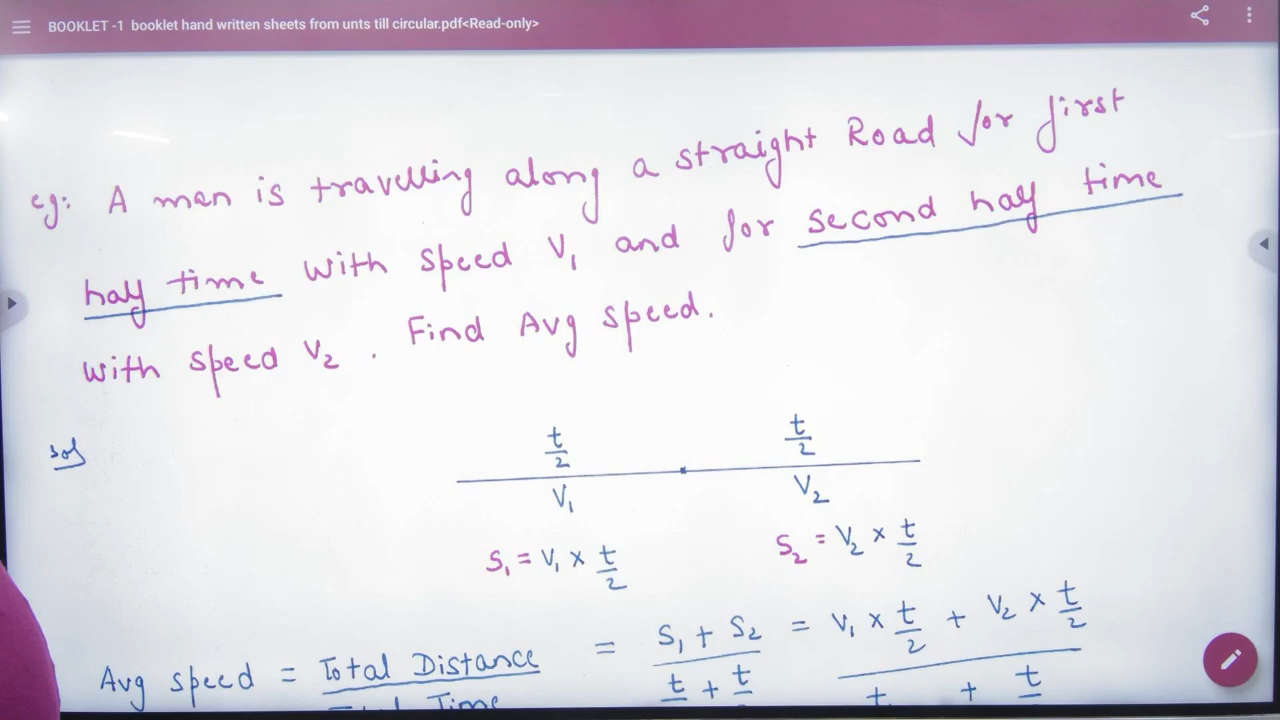 BOOKLET -1 booklet hand written sheets from unts till circular.pdf<Read-only>
eg: A man is travelling along a straight Road for first
half time with speed V₁ and for second half time
with speed V₂. Find Avg speed.
sol
t/2 t/2
V₁ V₂
S₁ = V₁ × t/2 S₂ = V₂ × t/2
Avg speed = Total Distance / Total Time = S₁ + S₂ / t + t = V₁ × t/2 + V₂ × t/2 / t + t